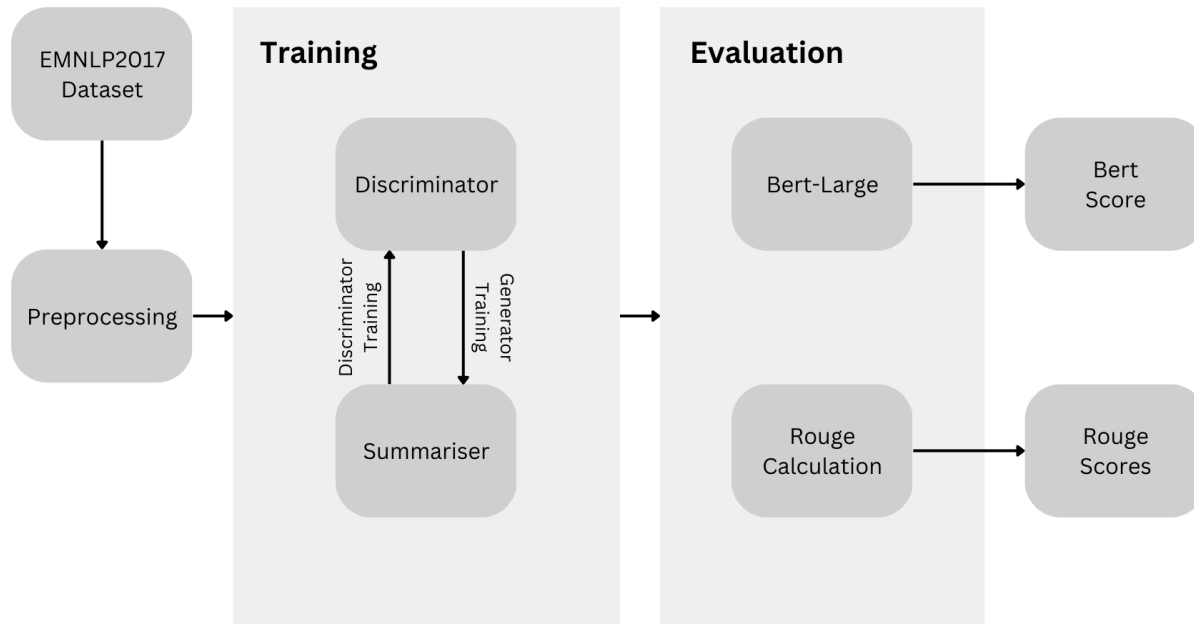 EMNLP2017
Dataset
Preprocessing
Training
Discriminator
Discriminator
Training
Generator
Training
Summariser
Evaluation
Bert-Large
Bert
Score
Rouge
Calculation
Rouge
Scores